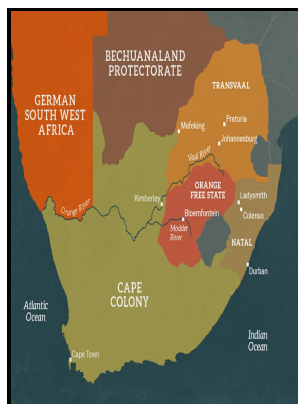 BECHUANALAND
PROTECTORATE
GERMAN
SOUTH WEST
AFRICA
TRANSVAAL
Mafeking
Pretoria
Johannesburg
Vaal River
ORANGE
FREE STATE
Kimberley
Ladysmith
Orange River
Bloemfontein
Colenso
Modder
River
NATAL
Durban
CAPE
COLONY
Atlantic
Ocean
Indian
Ocean
Cape Town